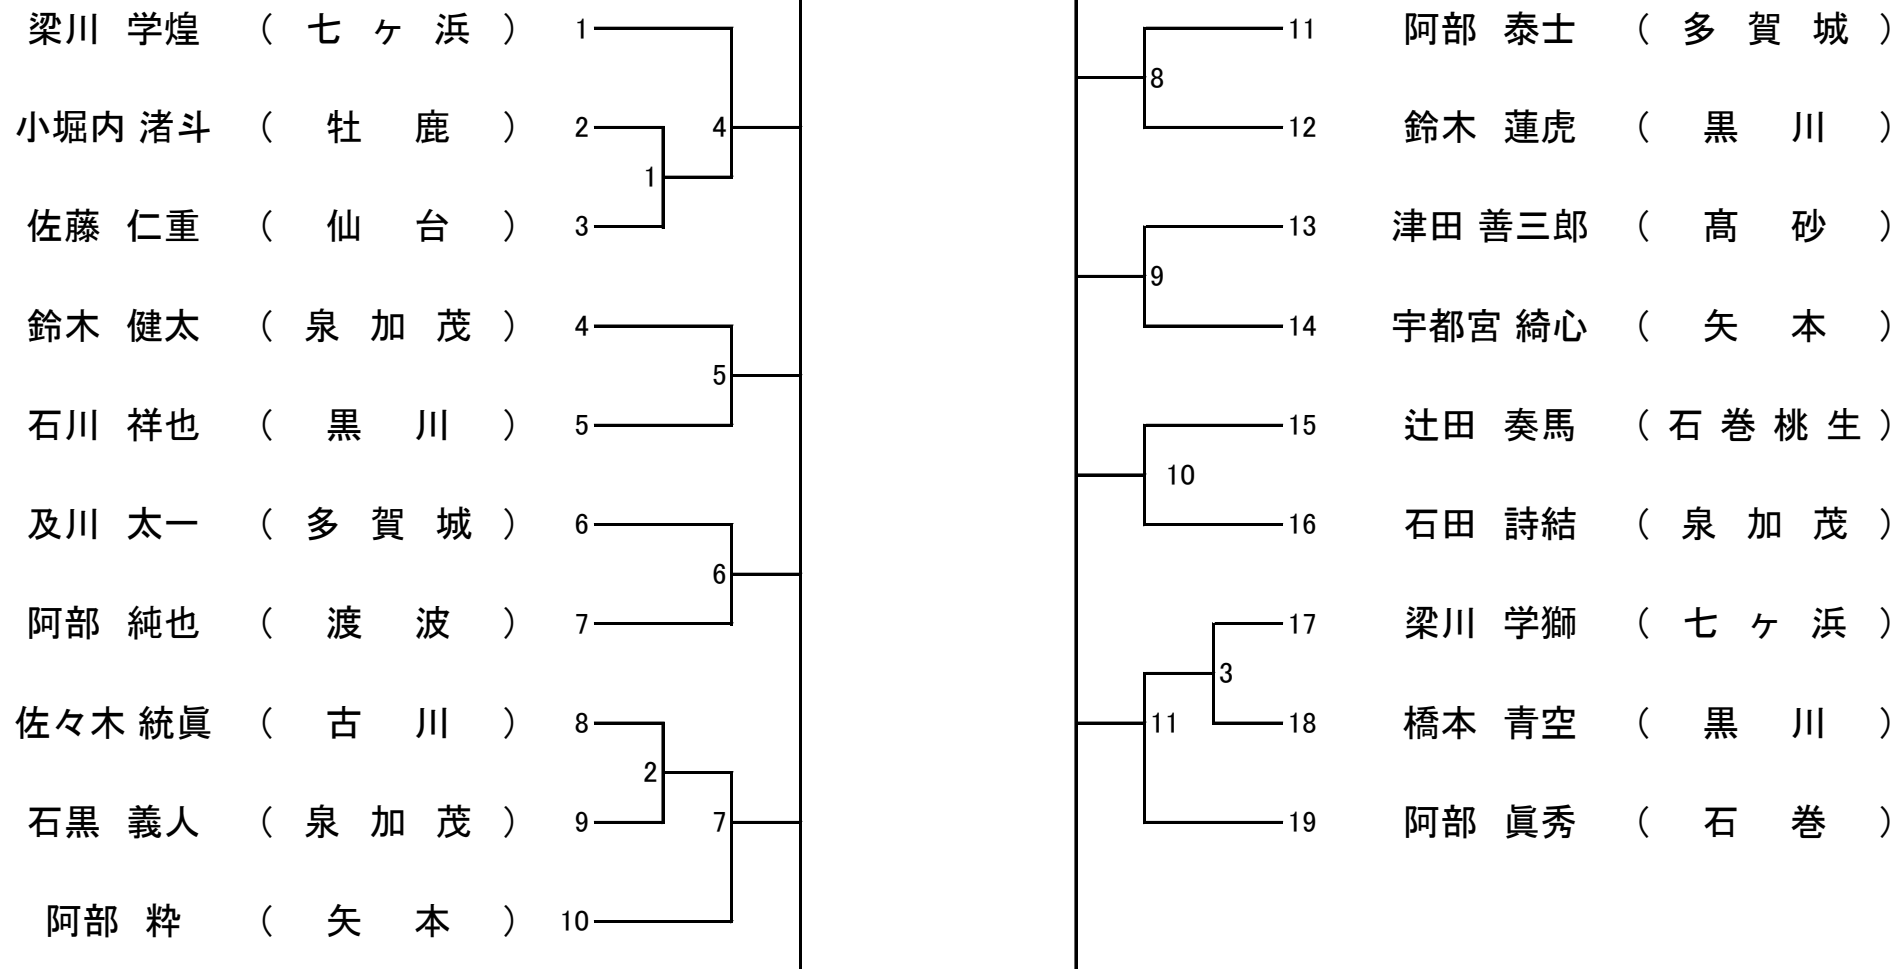 梁川 学煌 （ 七 ヶ 浜 ） 1
小堀内 渚斗 （ 牡 鹿 ） 2
4
1
佐藤 仁重 （ 仙 台 ） 3
鈴木 健太 （ 泉 加 茂 ） 4
5
石川 祥也 （ 黒 川 ） 5
及川 太一 （ 多 賀 城 ） 6
6
阿部 純也 （ 渡 波 ） 7
佐々木 統眞 （ 古 川 ） 8
2
石黒 義人 （ 泉 加 茂 ） 9
7
阿部 粋 （ 矢 本 ） 10
11 阿部 泰士 （ 多 賀 城 ）
8
12 鈴木 蓮虎 （ 黒 川 ）
13 津田 善三郎 （ 髙 砂 ）
9
14 宇都宮 綺心 （ 矢 本 ）
15 辻田 奏馬 （ 石 巻 桃 生 ）
10
16 石田 詩結 （ 泉 加 茂 ）
17 梁川 学獅 （ 七 ヶ 浜 ）
3
11
18 橋本 青空 （ 黒 川 ）
19 阿部 眞秀 （ 石 巻 ）